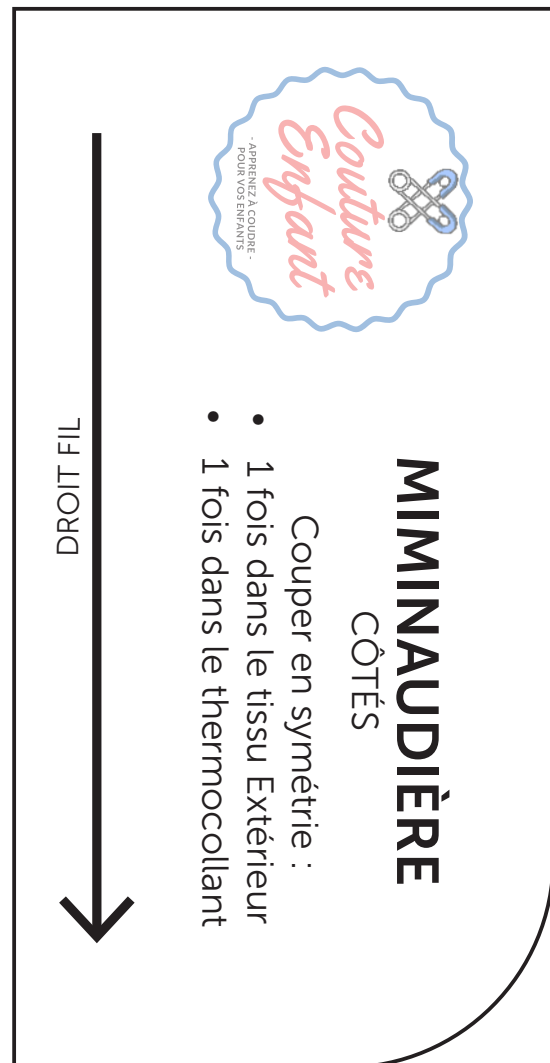 Couture
Enfant
- APPRENEZ À COUDRE -
POUR VOS ENFANTS
MIMINAUDIÈRE
CÔTÉS
Couper en symétrie :
• 1 fois dans le tissu Extérieur
• 1 fois dans le thermocollant
DROIT FIL